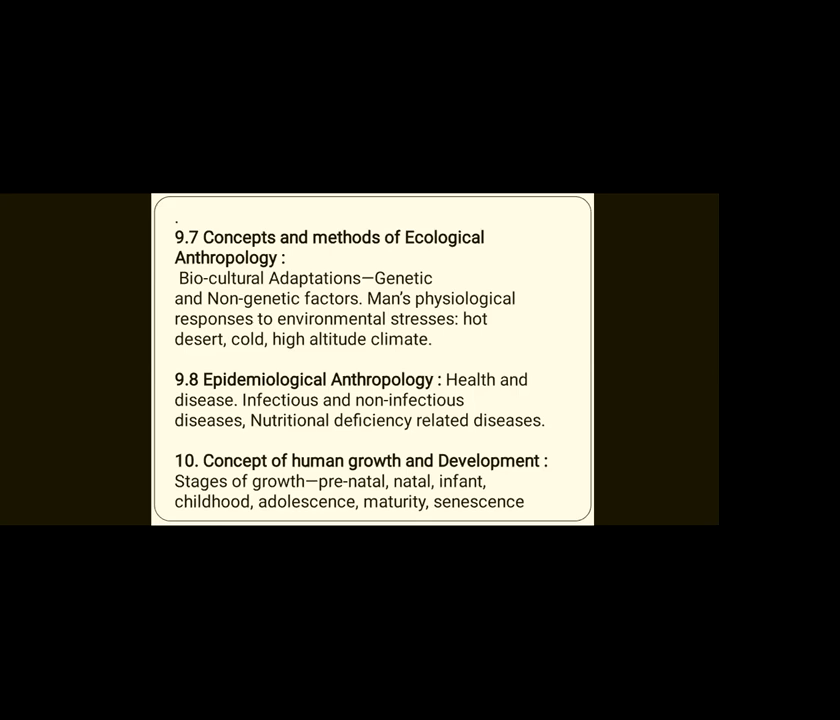 .
9.7 Concepts and methods of Ecological
Anthropology :
Bio-cultural Adaptations—Genetic
and Non-genetic factors. Man’s physiological
responses to environmental stresses: hot
desert, cold, high altitude climate.
9.8 Epidemiological Anthropology : Health and
disease. Infectious and non-infectious
diseases, Nutritional deficiency related diseases.
10. Concept of human growth and Development :
Stages of growth—pre-natal, natal, infant,
childhood, adolescence, maturity, senescence